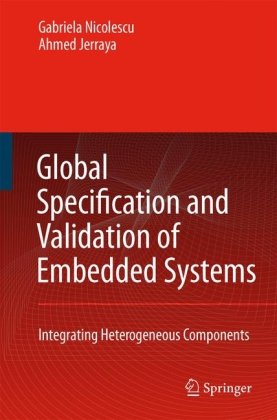 Gabriela Nicolescu
Ahmed Jerraya
Global
Specification and
Validation of
Embedded Systems
Integrating Heterogeneous Components
Springer